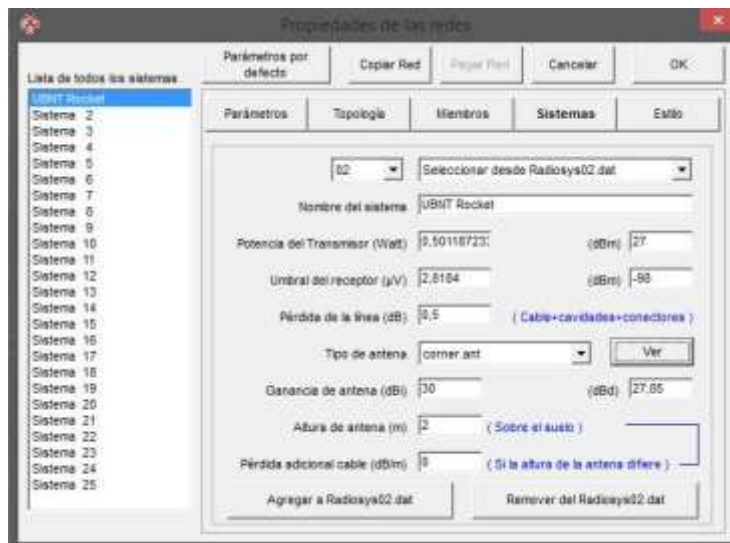 Propiedades de las redes
Parámetros por defecto
Copiar Red
Pegar Red
Cancelar
OK
Lista de todos los sistemas
UBNT Rocket
Sistema 2
Sistema 3
Sistema 4
Sistema 5
Sistema 6
Sistema 7
Sistema 8
Sistema 9
Sistema 10
Sistema 11
Sistema 12
Sistema 13
Sistema 14
Sistema 15
Sistema 16
Sistema 17
Sistema 18
Sistema 19
Sistema 20
Sistema 21
Sistema 22
Sistema 23
Sistema 24
Sistema 25
Parámetros
Topología
Miembros
Sistemas
Estilo
02
Seleccionar desde Radiosys02.dat
Nombre del sistema UBNT Rocket
Potencia del Transmisor (Watt) 0,501187233 (dBm) 27
Umbral del receptor (µV) 2,8184 (dBm) -98
Pérdida de la línea (dB) 0,5 ( Cable+cavidades+conectores )
Tipo de antena corner.ant Ver
Ganancia de antena (dBi) 30 (dBd) 27,85
Altura de antena (m) 2 ( Sobre el suelo )
Pérdida adicional cable (dB/m) 0 ( Si la altura de la antena difiere )
Agregar a Radiosys02.dat
Remover del Radiosys02.dat